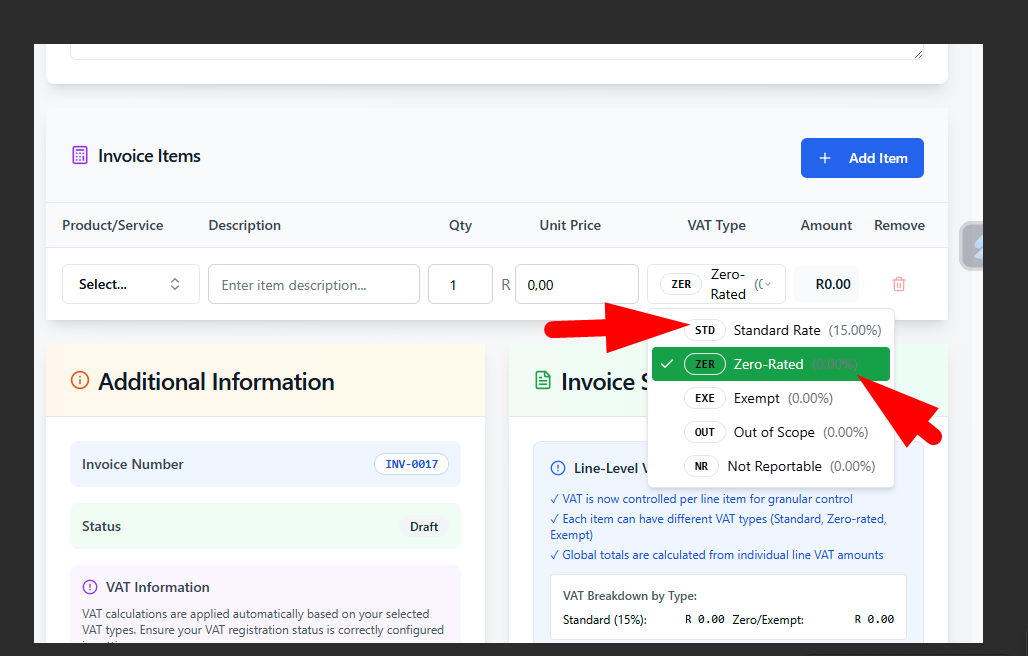 Invoice Items
+ Add Item
Product/Service Description Qty Unit Price VAT Type Amount Remove
Select... Enter item description... 1 R 0,00 ZER Zero-Rated (0 R0.00
STD Standard Rate (15.00%)
✓ ZER Zero-Rated (0.00%)
EXE Exempt (0.00%)
OUT Out of Scope (0.00%)
NR Not Reportable (0.00%)
Additional Information
Invoice Number INV-0017
Status Draft
VAT Information
VAT calculations are applied automatically based on your selected
VAT types. Ensure your VAT registration status is correctly configured
Invoice S
Line-Level V
✓ VAT is now controlled per line item for granular control
✓ Each item can have different VAT types (Standard, Zero-rated,
Exempt)
✓ Global totals are calculated from individual line VAT amounts
VAT Breakdown by Type:
Standard (15%): R 0.00 Zero/Exempt: R 0.00